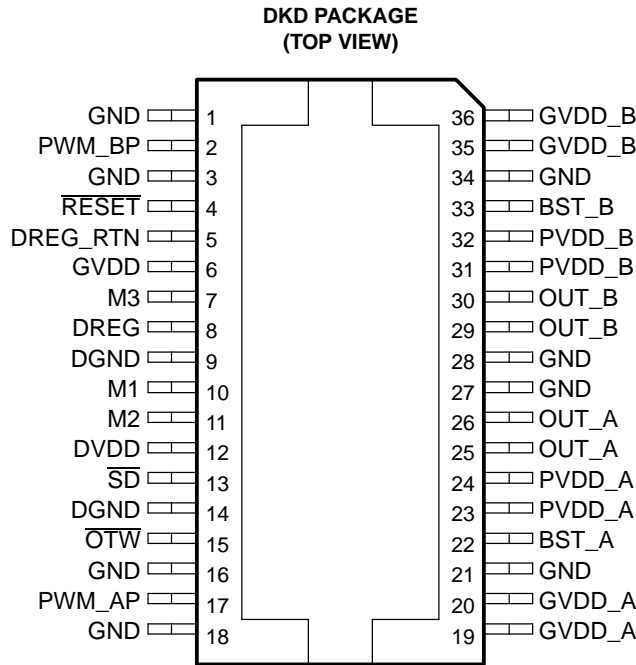 DKD PACKAGE
(TOP VIEW)
GND 1 36 GVDD_B
PWM_BP 2 35 GVDD_B
GND 3 34 GND
R̅E̅S̅E̅T̅ 4 33 BST_B
DREG_RTN 5 32 PVDD_B
GVDD 6 31 PVDD_B
M3 7 30 OUT_B
DREG 8 29 OUT_B
DGND 9 28 GND
M1 10 27 GND
M2 11 26 OUT_A
DVDD 12 25 OUT_A
S̅D̅ 13 24 PVDD_A
DGND 14 23 PVDD_A
O̅T̅W̅ 15 22 BST_A
GND 16 21 GND
PWM_AP 17 20 GVDD_A
GND 18 19 GVDD_A